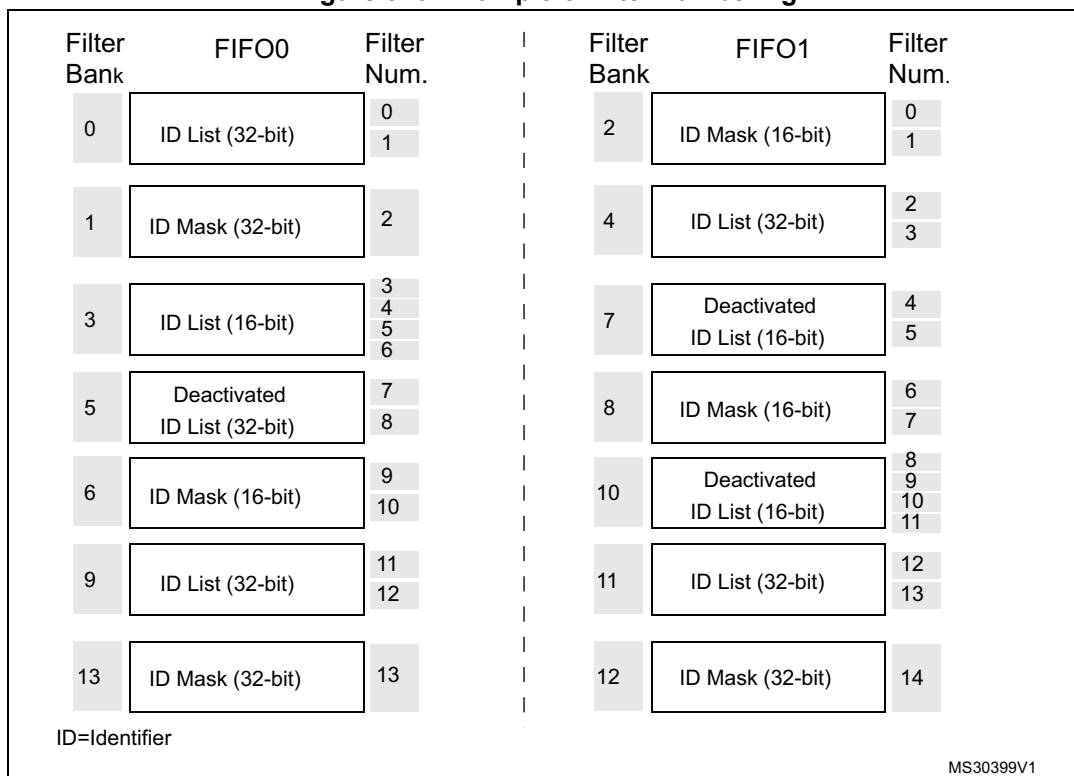 Figure Example of filter numbering
Filter Bank FIFO0 Filter Num.
0 ID List (32-bit) 0 1
1 ID Mask (32-bit) 2
3 ID List (16-bit) 3 4 5 6
5 Deactivated ID List (32-bit) 7 8
6 ID Mask (16-bit) 9 10
9 ID List (32-bit) 11 12
13 ID Mask (32-bit) 13
Filter Bank FIFO1 Filter Num.
2 ID Mask (16-bit) 0 1
4 ID List (32-bit) 2 3
7 Deactivated ID List (16-bit) 4 5
8 ID Mask (16-bit) 6 7
10 Deactivated ID List (16-bit) 8 9 10 11
11 ID List (32-bit) 12 13
12 ID Mask (32-bit) 14
ID=Identifier
MS30399V1